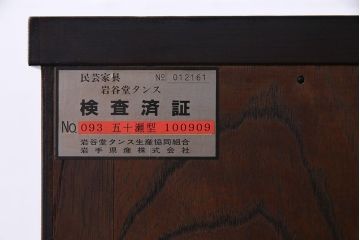 民芸家具 № 012161
岩谷堂タンス
検査済証
No. 093 五十瀬型 100909
岩谷堂タンス生産協同組合
岩手県産株式会社